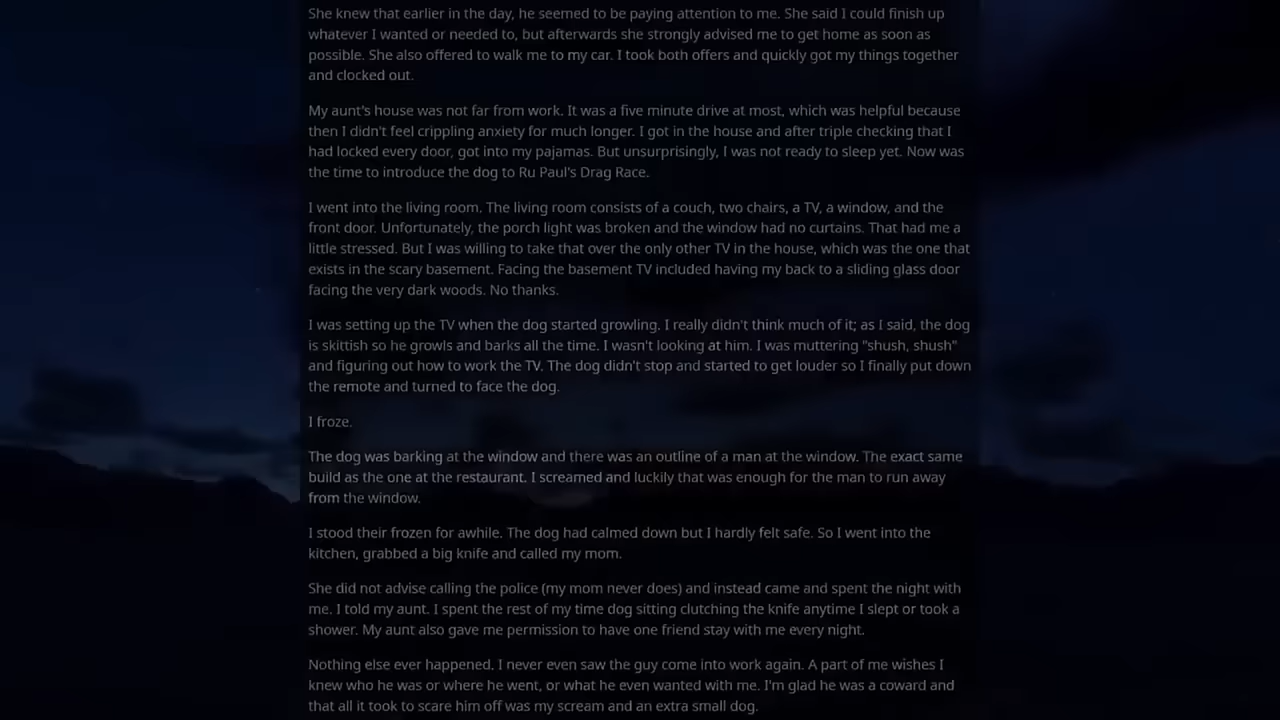 She knew that earlier in the day, he seemed to be paying attention to me. She said I could finish up
whatever I wanted or needed to, but afterwards she strongly advised me to get home as soon as
possible. She also offered to walk me to my car. I took both offers and quickly got my things together
and clocked out.
My aunt's house was not far from work. It was a five minute drive at most, which was helpful because
then I didn't feel crippling anxiety for much longer. I got in the house and after triple checking that I
had locked every door, got into my pajamas. But unsurprisingly, I was not ready to sleep yet. Now was
the time to introduce the dog to Ru Paul's Drag Race.
I went into the living room. The living room consists of a couch, two chairs, a TV, a window, and the
front door. Unfortunately, the porch light was broken and the window had no curtains. That had me a
little stressed. But I was willing to take that over the only other TV in the house, which was the one that
exists in the scary basement. Facing the basement TV included having my back to a sliding glass door
facing the very dark woods. No thanks.
I was setting up the TV when the dog started growling. I really didn't think much of it; as I said, the dog
is skittish so he growls and barks all the time. I wasn't looking at him. I was muttering "shush, shush"
and figuring out how to work the TV. The dog didn't stop and started to get louder so I finally put down
the remote and turned to face the dog.
I froze.
The dog was barking at the window and there was an outline of a man at the window. The exact same
build as the one at the restaurant. I screamed and luckily that was enough for the man to run away
from the window.
I stood their frozen for awhile. The dog had calmed down but I hardly felt safe. So I went into the
kitchen, grabbed a big knife and called my mom.
She did not advise calling the police (my mom never does) and instead came and spent the night with
me. I told my aunt. I spent the rest of my time dog sitting clutching the knife anytime I slept or took a
shower. My aunt also gave me permission to have one friend stay with me every night.
Nothing else ever happened. I never even saw the guy come into work again. A part of me wishes I
knew who he was or where he went, or what he even wanted with me. I'm glad he was a coward and
that all it took to scare him off was my scream and an extra small dog.